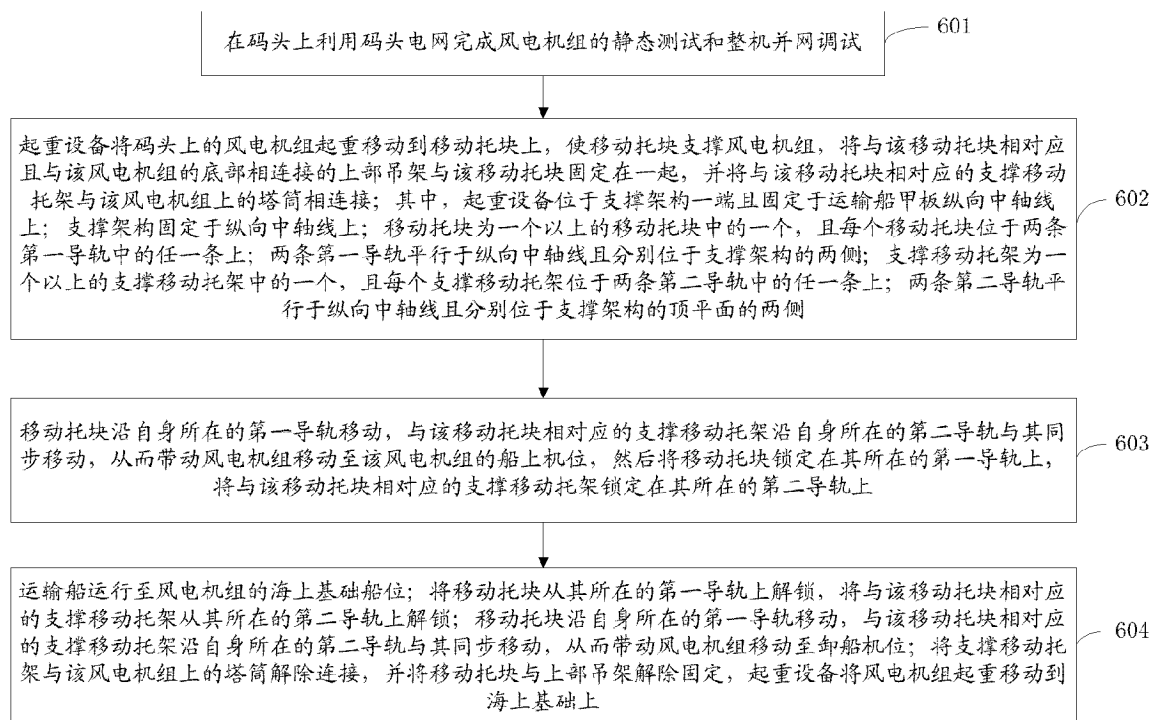 在码头上利用码头电网完成风电机组的静态测试和整机并网调试
601
起重设备将码头上的风电机组起重移动到移动托块上，使移动托块支撑风电机组，将与该移动托块相对应
且与该风电机组的底部相连接的上部吊架与该移动托块固定在一起，并将与该移动托块相对应的支撑移动
托架与该风电机组上的塔筒相连接；其中，起重设备位于支撑架构一端且固定于运输船甲板纵向中轴线
上；支撑架构固定于纵向中轴线上；移动托块为一个以上的移动托块中的一个，且每个移动托块位于两条
第一导轨中的任一条上；两条第一导轨平行于纵向中轴线且分别位于支撑架构的两侧；支撑移动托架为一
个以上的支撑移动托架中的一个，且每个支撑移动托架位于两条第二导轨中的任一条上；两条第二导轨平
行于纵向中轴线且分别位于支撑架构的顶平面的两侧
602
移动托块沿自身所在的第一导轨移动，与该移动托块相对应的支撑移动托架沿自身所在的第二导轨与其同
步移动，从而带动风电机组移动至该风电机组的船上机位，然后将移动托块锁定在其所在的第一导轨上，
将与该移动托块相对应的支撑移动托架锁定在其所在的第二导轨上
603
运输船运行至风电机组的海上基础船位；将移动托块从其所在的第一导轨上解锁，将与该移动托块相对应
的支撑移动托架从其所在的第二导轨上解锁；移动托块沿自身所在的第一导轨移动，与该移动托块相对应
的支撑移动托架沿自身所在的第二导轨与其同步移动，从而带动风电机组移动至卸船机位；将支撑移动托
架与该风电机组上的塔筒解除连接，并将移动托块与上部吊架解除固定，起重设备将风电机组起重移动到
海上基础上
604